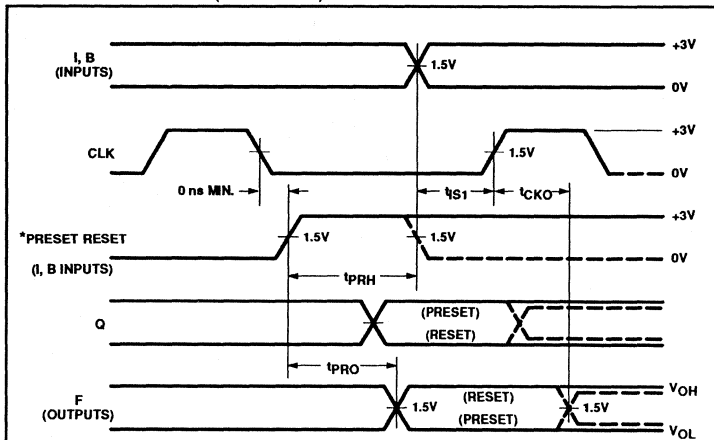 I, B
(INPUTS)
+3V
1.5V
0V
CLK
+3V
1.5V
0V
0 ns MIN.
tIS1
tCKO
*PRESET RESET
(I, B INPUTS)
+3V
1.5V
1.5V
0V
tPRH
Q
(PRESET)
(RESET)
tPRO
F
(OUTPUTS)
VOH
1.5V
(RESET)
(PRESET)
1.5V
VOL